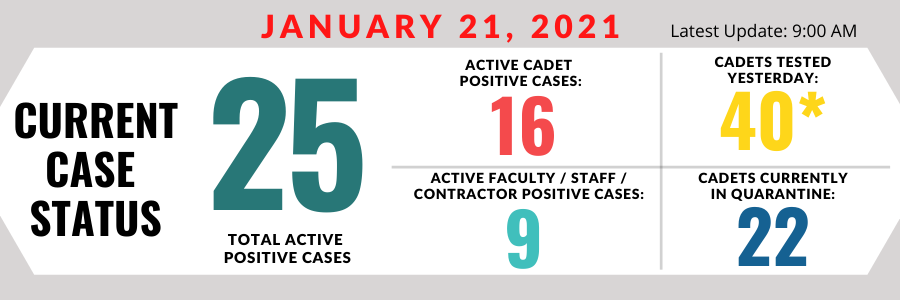 JANUARY 21, 2021
Latest Update: 9:00 AM
CURRENT
CASE
STATUS
25
TOTAL ACTIVE
POSITIVE CASES
ACTIVE CADET
POSITIVE CASES:
16
CADETS TESTED
YESTERDAY:
40*
ACTIVE FACULTY / STAFF /
CONTRACTOR POSITIVE CASES:
9
CADETS CURRENTLY
IN QUARANTINE:
22